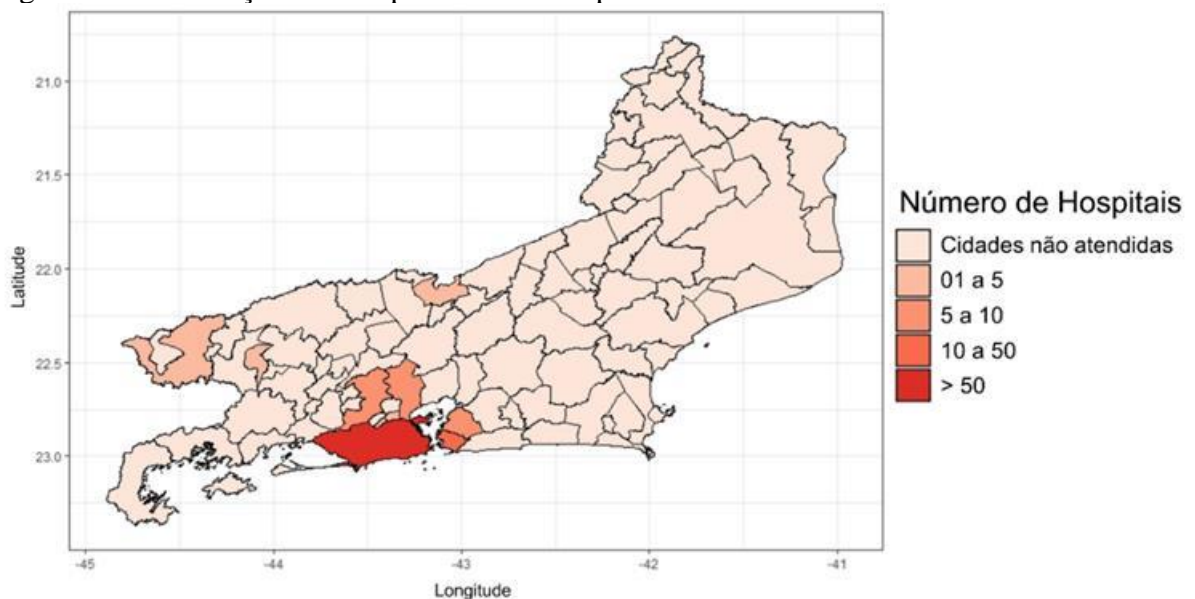 Número de Hospitais
Cidades não atendidas
01 a 5
5 a 10
10 a 50
> 50
21.0
21.5
22.0
22.5
23.0
Latitude
-45
-44
-43
-42
-41
Longitude